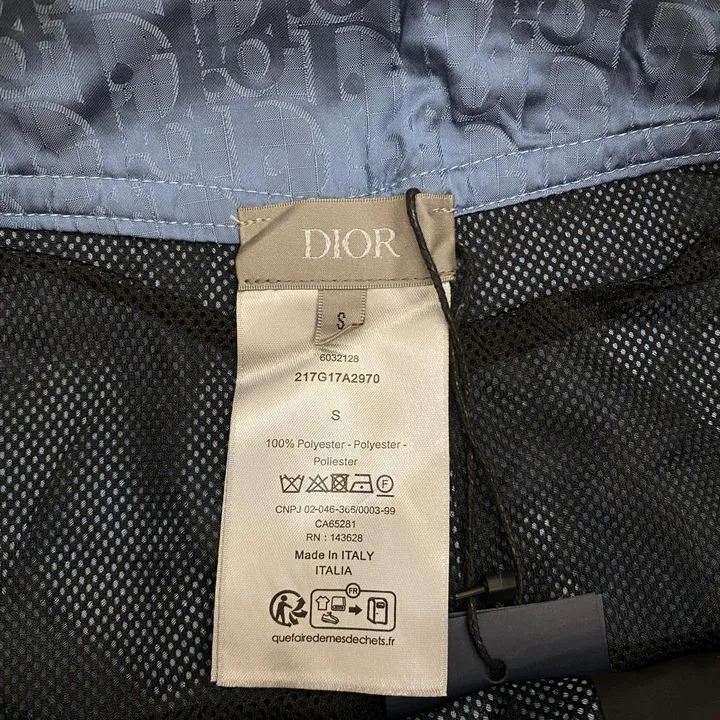 DIOR
S
6032128
217G17A2970
S
100% Polyester - Polyester -
Poliester
F
CNPJ 02-046-366/0003-99
CA65281
RN : 143628
Made In ITALY
ITALIA
FR
quefairedemesdechets.fr